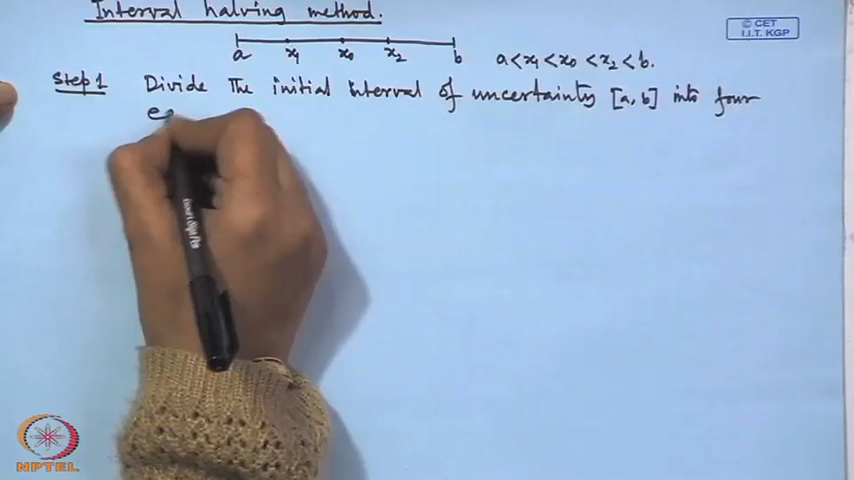 Interval halving method.
a x₁ x₀ x₂ b
a < x₁ < x₀ < x₂ < b.
© CET
I.I.T. KGP
Step 1 Divide The initial interval of uncertainty [a, b] into four
NPTEL